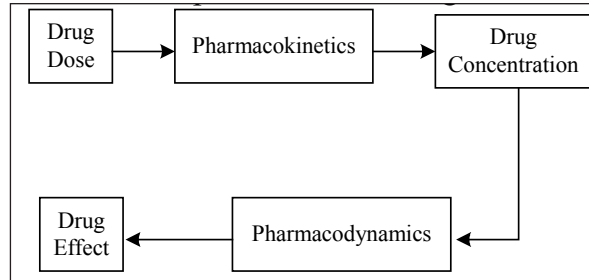 Drug
Dose
Pharmacokinetics
Drug
Concentration
Drug
Effect
Pharmacodynamics